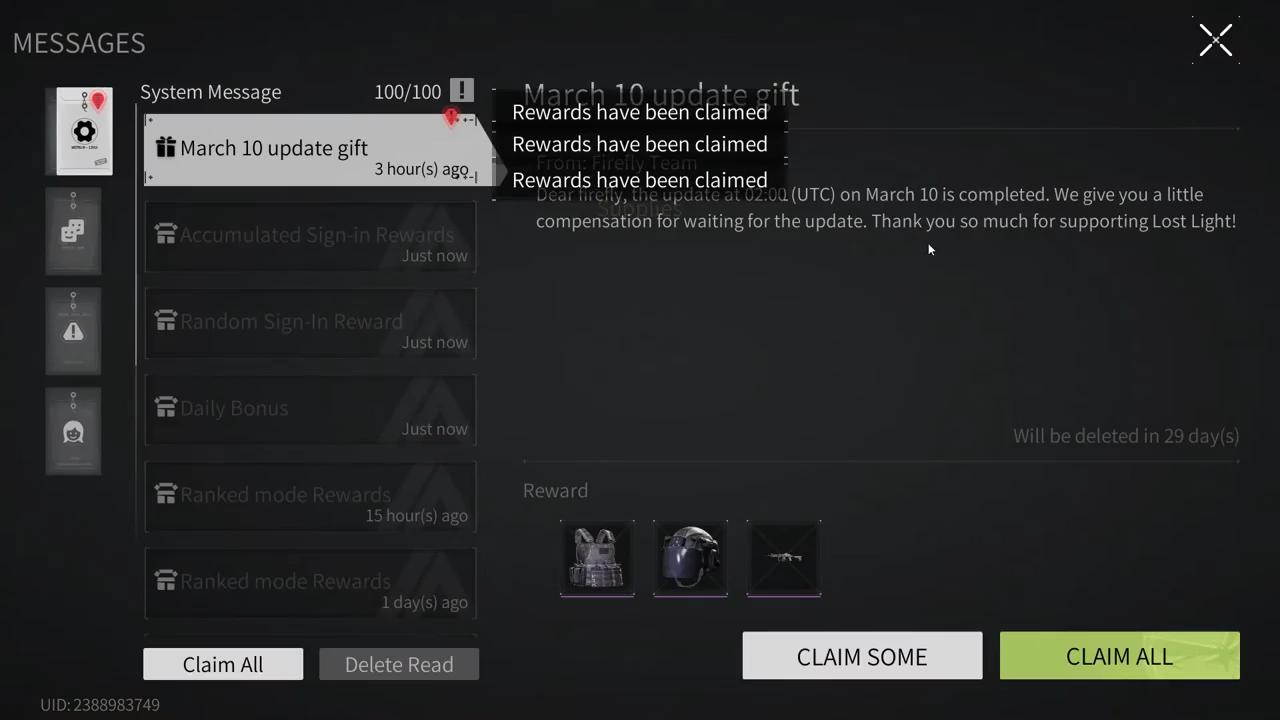 MESSAGES
System Message
100/100
!
March 10 update gift
3 hour(s) ago
Accumulated Sign-in Rewards
Just now
Random Sign-In Reward
Just now
Daily Bonus
Just now
Ranked mode Rewards
15 hour(s) ago
Ranked mode Rewards
1 day(s) ago
Claim All
Delete Read
UID: 2388983749
March 10 update gift
Rewards have been claimed
Rewards have been claimed
From: Firefly Team
Rewards have been claimed
Dear firefly, the update at 02:00 (UTC) on March 10 is completed. We give you a little
Supplies
compensation for waiting for the update. Thank you so much for supporting Lost Light!
Will be deleted in 29 day(s)
Reward
CLAIM SOME
CLAIM ALL